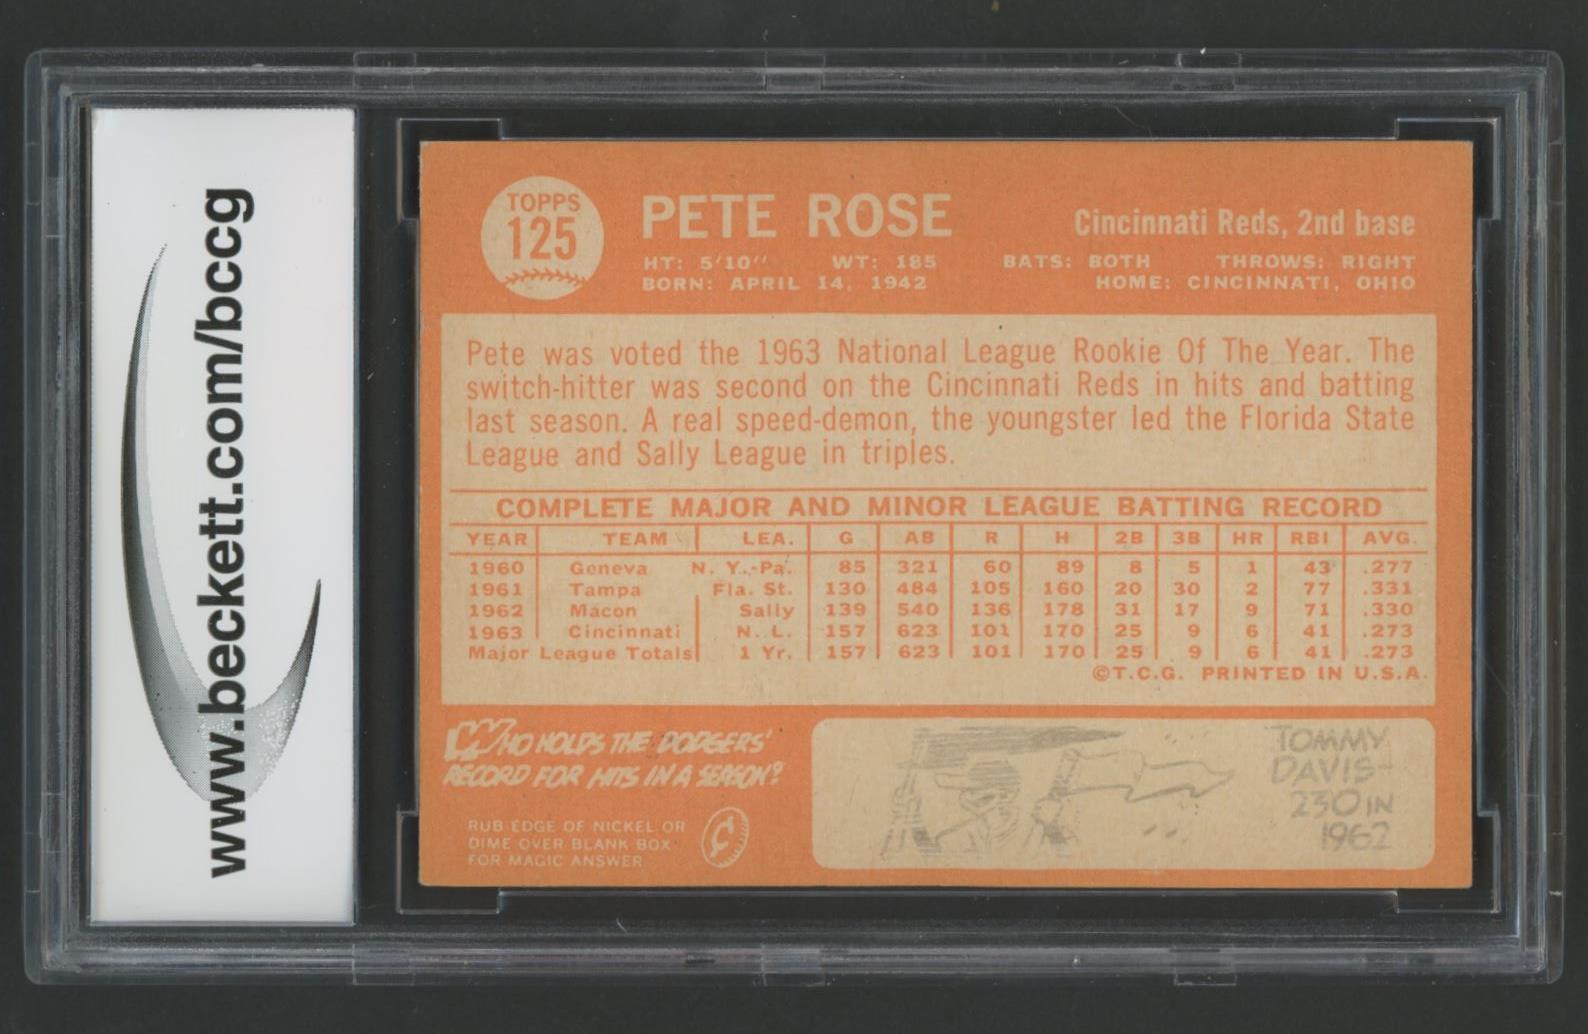 www.beckett.com/bccg
TOPPS
125
PETE ROSE
Cincinnati Reds, 2nd base
HT: 5'10" WT: 185 BATS: BOTH THROWS: RIGHT
BORN: APRIL 14, 1942 HOME: CINCINNATI, OHIO
Pete was voted the 1963 National League Rookie Of The Year. The
switch-hitter was second on the Cincinnati Reds in hits and batting
last season. A real speed-demon, the youngster led the Florida State
League and Sally League in triples.
COMPLETE MAJOR AND MINOR LEAGUE BATTING RECORD
YEAR TEAM LEA. G AB R H 2B 3B HR RBI AVG.
1960 Geneva N. Y.-Pa. 85 321 60 89 8 5 1 43 .277
1961 Tampa Fla. St. 130 484 105 160 20 30 2 77 .331
1962 Macon Sally 139 540 136 178 31 17 9 71 .330
1963 Cincinnati N. L. 157 623 101 170 25 9 6 41 .273
Major League Totals 1 Yr. 157 623 101 170 25 9 6 41 .273
©T.C.G. PRINTED IN U.S.A.
WHO HOLDS THE DODGERS'
RECORD FOR HITS IN A SEASON?
RUB EDGE OF NICKEL OR
DIME OVER BLANK BOX
FOR MAGIC ANSWER
TOMMY
DAVIS
230 IN
1962